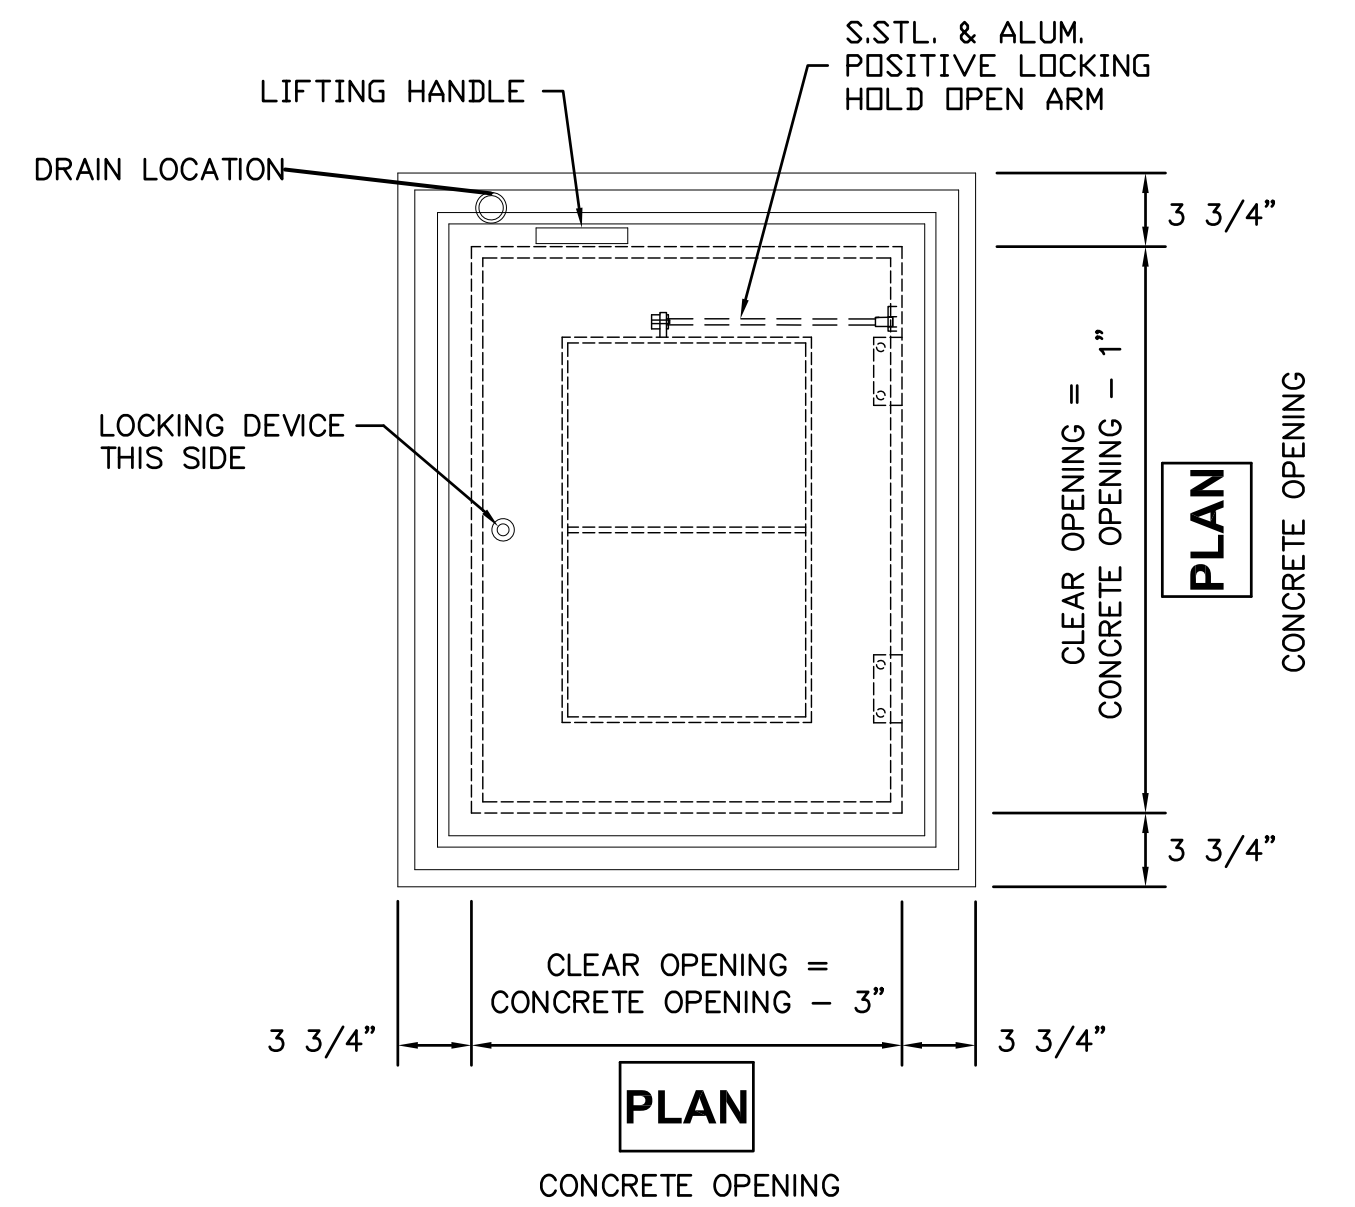 S.STL. & ALUM.
POSITIVE LOCKING
HOLD OPEN ARM
LIFTING HANDLE
DRAIN LOCATION
3 3/4”
LOCKING DEVICE
THIS SIDE
CLEAR OPENING =
CONCRETE OPENING - 1”
PLAN
CONCRETE OPENING
3 3/4”
CLEAR OPENING =
CONCRETE OPENING - 3”
3 3/4”
3 3/4”
PLAN
CONCRETE OPENING